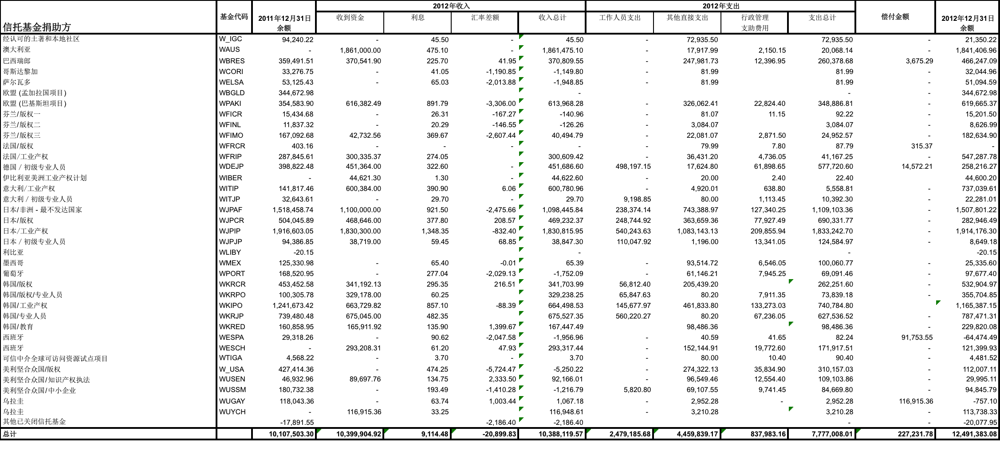 2012年收入 2012年支出
信托基金捐助方 基金代码 2011年12月31日 余额 收到资金 利息 汇率差额 收入总计 工作人员支出 其他直接支出 行政管理 支助费用 支出总计 偿付金额 2012年12月31日 余额
经认可的土著和本地社区 W_IGC 94,240.22 - 45.50 - 45.50 - 72,935.50 72,935.50 - 21,350.22
澳大利亚 WAUS - 1,861,000.00 475.10 - 1,861,475.10 - 17,917.99 2,150.15 20,068.14 - 1,841,406.96
巴西瑞郎 WBRES 359,491.51 370,541.90 225.70 41.95 370,809.55 - 247,981.73 12,396.95 260,378.68 3,675.29 466,247.09
哥斯达黎加 WCORI 33,276.75 - 41.05 -1,190.85 -1,149.80 - 81.99 81.99 - 32,044.96
萨尔瓦多 WELSA 53,125.43 - 65.03 -2,013.88 -1,948.85 - 81.99 81.99 - 51,094.59
欧盟 (孟加拉国项目) WBGLD 344,672.98 - - - 344,672.98
欧盟 (巴基斯坦项目) WPAKI 354,583.90 616,382.49 891.79 -3,306.00 613,968.28 - 326,062.41 22,824.40 348,886.81 - 619,665.37
芬兰/版权一 WFICR 15,434.68 - 26.31 -167.27 -140.96 - 81.07 11.15 92.22 - 15,201.50
芬兰/版权二 WFINL 11,837.32 - 20.29 -146.55 -126.26 - 3,084.07 3,084.07 - 8,626.99
芬兰/版权三 WFIMO 167,092.68 42,732.56 369.67 -2,607.44 40,494.79 - 22,081.07 2,871.50 24,952.57 - 182,634.90
法国/版权 WFRCR 403.16 - - - - - 79.99 7.80 87.79 315.37 -
法国/工业产权 WFRIP 287,845.61 300,335.37 274.05 300,609.42 - 36,431.20 4,736.05 41,167.25 - 547,287.78
德国 / 初级专业人员 WDEJP 398,822.48 451,364.00 322.60 - 451,686.60 498,197.15 17,624.80 61,898.65 577,720.60 14,572.21 258,216.27
伊比利亚美洲工业产权计划 WIBER - 44,621.30 1.30 - 44,622.60 - 20.00 2.40 22.40 44,600.20
意大利/工业产权 WITIP 141,817.46 600,384.00 390.90 6.06 600,780.96 - 4,920.01 638.80 5,558.81 - 737,039.61
意大利 / 初级专业人员 WITJP 32,643.61 - 29.70 - 29.70 9,198.85 80.00 1,113.45 10,392.30 - 22,281.01
日本/非洲 - 最不发达国家 WJPAF 1,518,458.74 1,100,000.00 921.50 -2,475.66 1,098,445.84 238,374.14 743,388.97 127,340.25 1,109,103.36 - 1,507,801.22
日本/版权 WJPCR 504,045.89 468,646.00 377.80 208.57 469,232.37 248,744.92 363,659.36 77,927.49 690,331.77 - 282,946.49
日本/工业产权 WJPIP 1,916,603.05 1,830,300.00 1,348.35 -832.40 1,830,815.95 540,243.63 1,083,143.13 209,855.94 1,833,242.70 - 1,914,176.30
日本 / 初级专业人员 WJPJP 94,386.85 38,719.00 59.45 68.85 38,847.30 110,047.92 1,196.00 13,341.05 124,584.97 - 8,649.18
利比亚 WLIBY -20.15 - - -20.15
墨西哥 WMEX 125,330.98 - 65.40 -0.01 65.39 - 93,514.72 6,546.05 100,060.77 - 25,335.60
葡萄牙 WPORT 168,520.95 - 277.04 -2,029.13 -1,752.09 - 61,146.21 7,945.25 69,091.46 - 97,677.40
韩国/版权 WKRCR 453,452.58 341,192.13 295.35 216.51 341,703.99 56,812.40 205,439.20 262,251.60 - 532,904.97
韩国/版权/专业人员 WKRPO 100,305.78 329,178.00 60.25 329,238.25 65,847.63 80.20 7,911.35 73,839.18 - 355,704.85
韩国/工业产权 WKIPO 1,241,673.42 663,729.82 857.10 -88.39 664,498.53 145,677.97 461,833.80 133,273.03 740,784.80 - 1,165,387.15
韩国/专业人员 WKRJP 739,480.48 675,045.00 482.35 675,527.35 560,220.27 80.20 67,236.05 627,536.52 - 787,471.31
韩国/教育 WKRED 160,858.95 165,911.92 135.90 1,399.67 167,447.49 98,486.36 98,486.36 - 229,820.08
西班牙 WESPA 29,318.26 - 90.62 -2,047.58 -1,956.96 - 40.59 41.65 82.24 91,753.55 -64,474.49
西班牙 WESCH - 293,208.31 61.20 47.93 293,317.44 - 152,144.91 19,772.60 171,917.51 - 121,399.93
可信中介全球可访问资源试点项目 WTIGA 4,568.22 - 3.70 - 3.70 - 80.00 10.40 90.40 - 4,481.52
美利坚合众国/版权 W_USA 427,414.36 - 474.25 -5,724.47 -5,250.22 - 274,322.13 35,834.90 310,157.03 - 112,007.11
美利坚合众国/知识产权执法 WUSEN 46,932.96 89,697.76 134.75 2,333.50 92,166.01 - 96,549.46 12,554.40 109,103.86 - 29,995.11
美利坚合众国/中小企业 WUSSM 180,732.38 - 193.49 -1,410.28 -1,216.79 5,820.80 69,107.55 9,741.45 84,669.80 - 94,845.79
乌拉圭 WUGAY 118,043.36 - 63.74 1,003.44 1,067.18 - 2,952.28 - 2,952.28 116,915.36 -757.10
乌拉圭 WUYCH - 116,915.36 33.25 116,948.61 - 3,210.28 3,210.28 - 113,738.33
其他已关闭信托基金 -17,891.55 -2,186.40 -2,186.40 - - -20,077.95
总计 10,107,503.30 10,399,904.92 9,114.48 -20,899.83 10,388,119.57 2,479,185.68 4,459,839.17 837,983.16 7,777,008.01 227,231.78 12,491,383.08